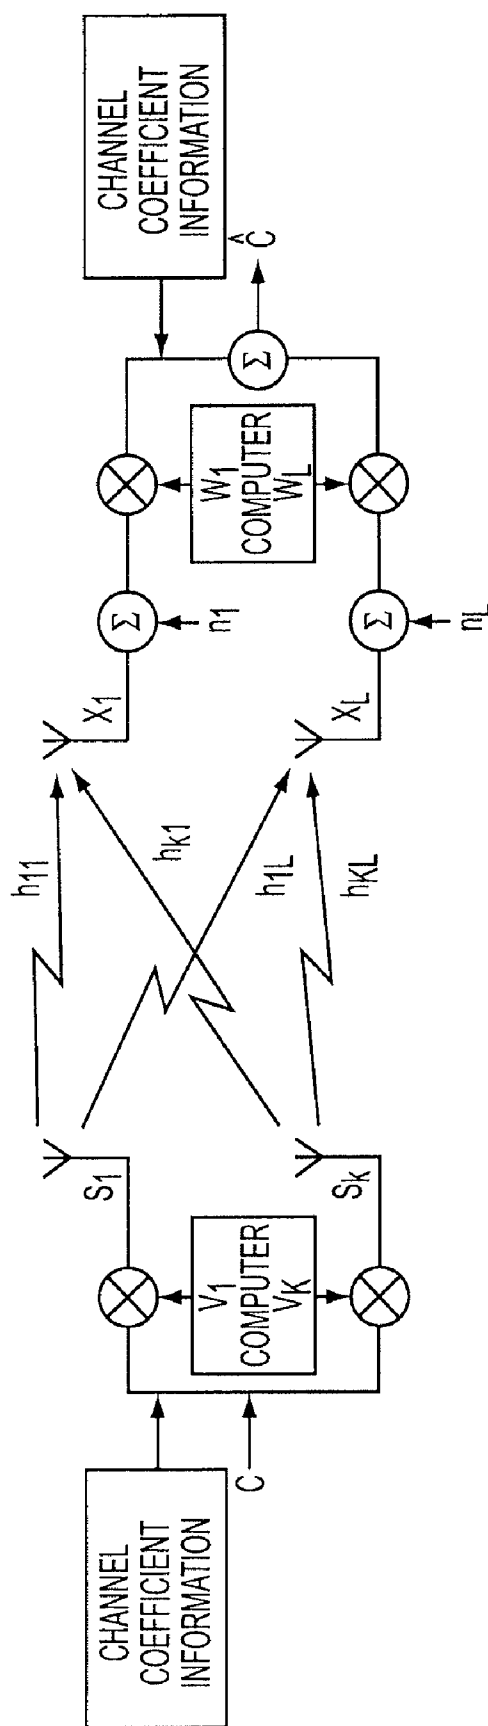 CHANNEL
COEFFICIENT
INFORMATION
C
V1
COMPUTER
VK
S1
Sk
h11
hk1
h1L
hKL
X1
XL
Σ
n1
Σ
nL
W1
COMPUTER
WL
Σ
Ĉ
CHANNEL
COEFFICIENT
INFORMATION